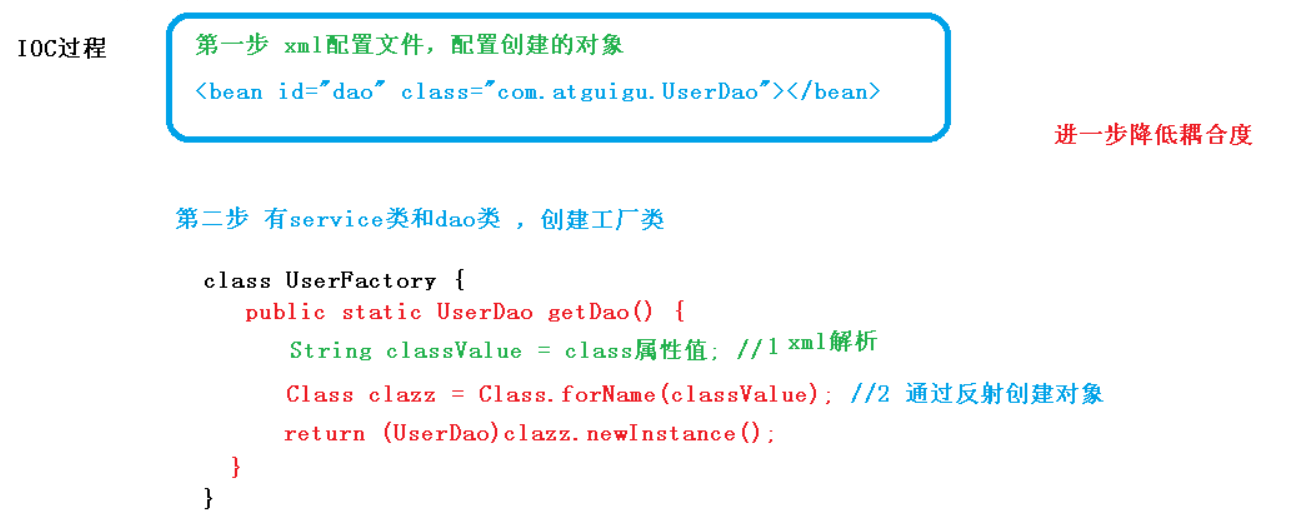 IOC过程
第一步 xml配置文件，配置创建的对象
<bean id="dao" class="com.atguigu.UserDao"></bean>
进一步降低耦合度
第二步 有service类和dao类 ，创建工厂类
class UserFactory {
public static UserDao getDao() {
String classValue = class属性值; //1 xml解析
Class clazz = Class.forName(classValue); //2 通过反射创建对象
return (UserDao)clazz.newInstance();
}
}